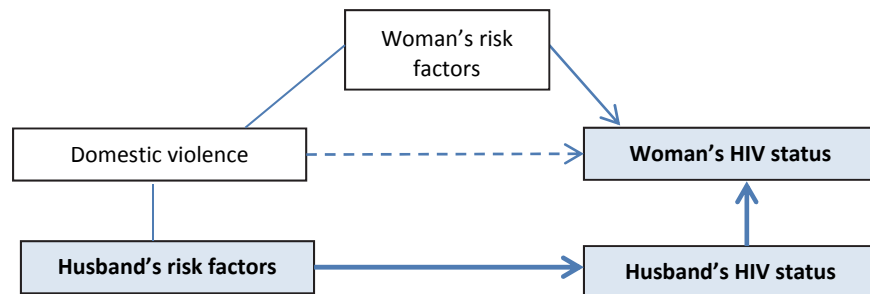 Woman’s risk
factors
Domestic violence
Woman’s HIV status
Husband’s risk factors
Husband’s HIV status